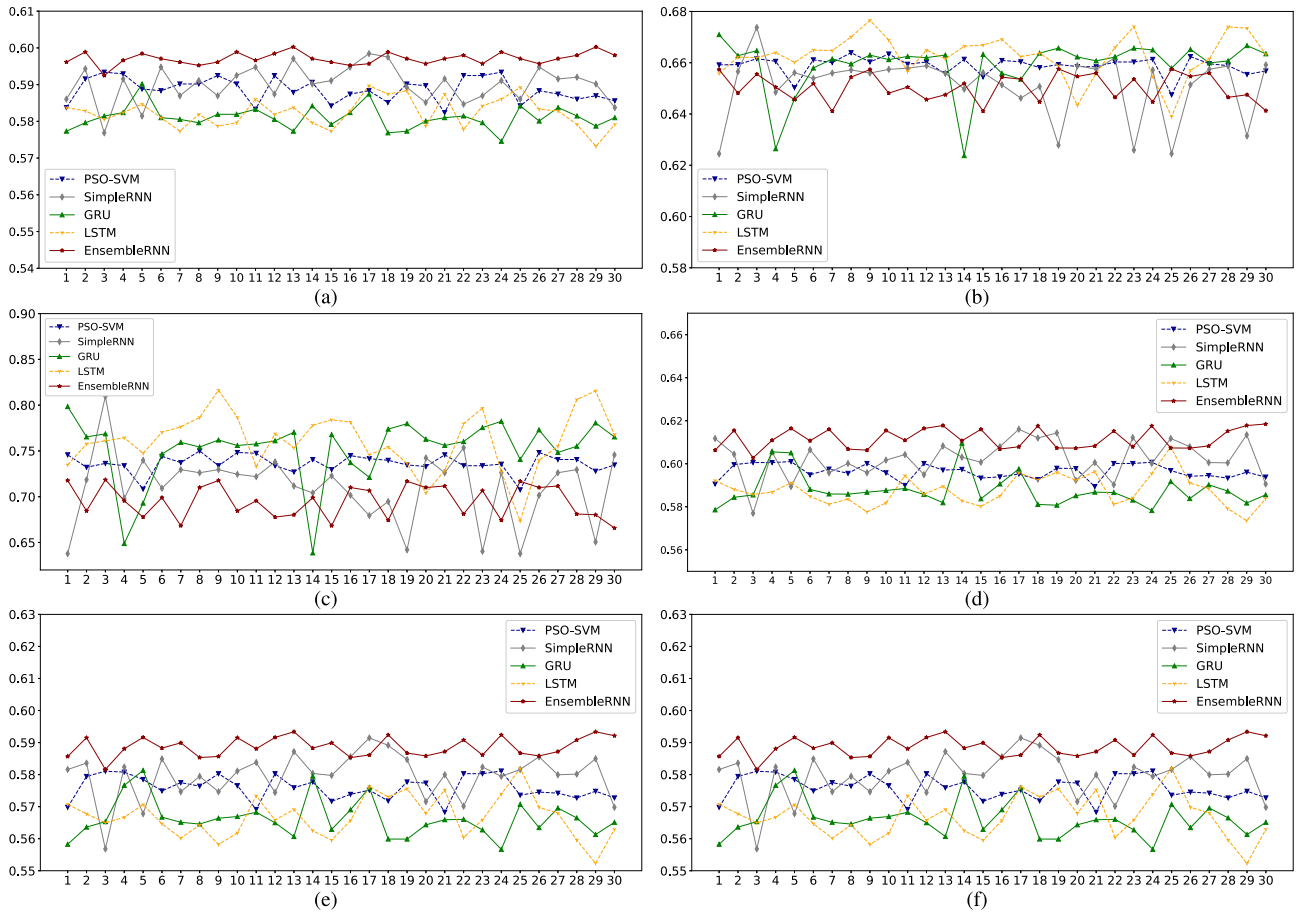 0.61
0.60
0.59
0.58
0.57
0.56
0.55
0.54
PSO-SVM
SimpleRNN
GRU
LSTM
EnsembleRNN
1 2 3 4 5 6 7 8 9 10 11 12 13 14 15 16 17 18 19 20 21 22 23 24 25 26 27 28 29 30
(a)
0.68
0.66
0.64
0.62
0.60
0.58
PSO-SVM
SimpleRNN
GRU
LSTM
EnsembleRNN
1 2 3 4 5 6 7 8 9 10 11 12 13 14 15 16 17 18 19 20 21 22 23 24 25 26 27 28 29 30
(b)
0.90
0.85
0.80
0.75
0.70
0.65
PSO-SVM
SimpleRNN
GRU
LSTM
EnsembleRNN
1 2 3 4 5 6 7 8 9 10 11 12 13 14 15 16 17 18 19 20 21 22 23 24 25 26 27 28 29 30
(c)
0.66
0.64
0.62
0.60
0.58
0.56
PSO-SVM
SimpleRNN
GRU
LSTM
EnsembleRNN
1 2 3 4 5 6 7 8 9 10 11 12 13 14 15 16 17 18 19 20 21 22 23 24 25 26 27 28 29 30
(d)
0.63
0.62
0.61
0.60
0.59
0.58
0.57
0.56
0.55
PSO-SVM
SimpleRNN
GRU
LSTM
EnsembleRNN
1 2 3 4 5 6 7 8 9 10 11 12 13 14 15 16 17 18 19 20 21 22 23 24 25 26 27 28 29 30
(e)
0.63
0.62
0.61
0.60
0.59
0.58
0.57
0.56
0.55
PSO-SVM
SimpleRNN
GRU
LSTM
EnsembleRNN
1 2 3 4 5 6 7 8 9 10 11 12 13 14 15 16 17 18 19 20 21 22 23 24 25 26 27 28 29 30
(f)